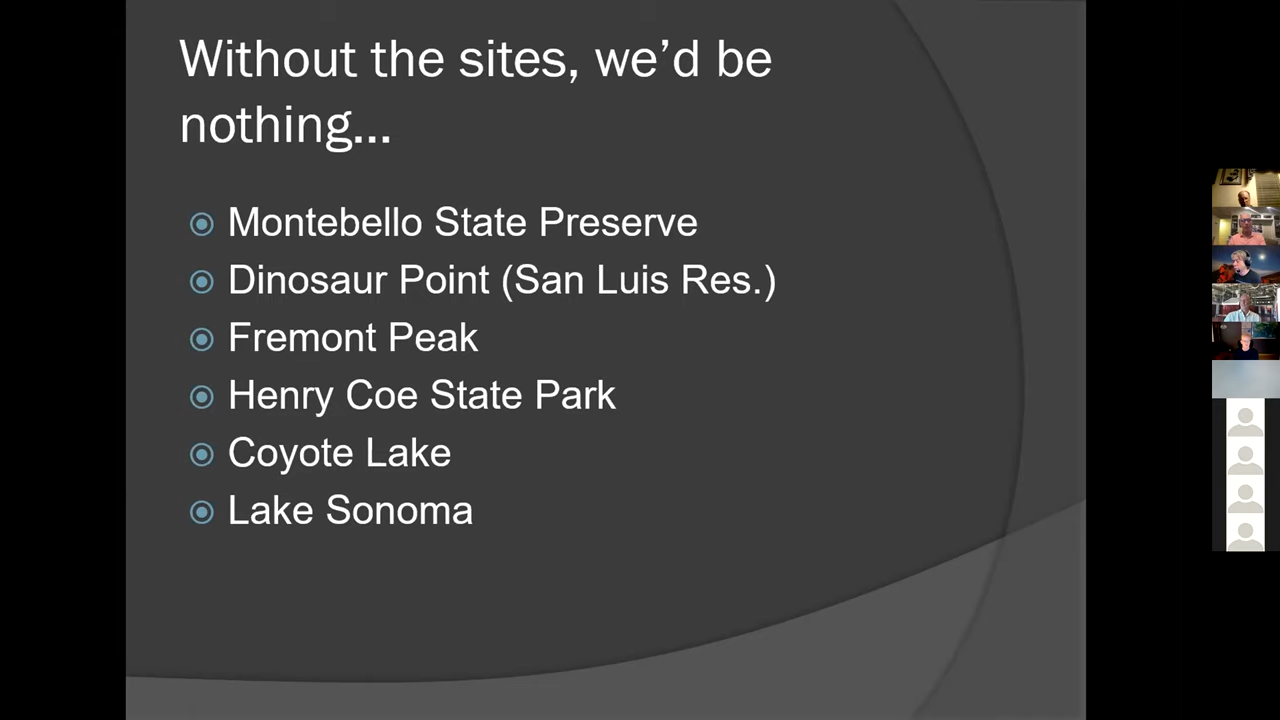 Without the sites, we’d be
nothing…
Montebello State Preserve
Dinosaur Point (San Luis Res.)
Fremont Peak
Henry Coe State Park
Coyote Lake
Lake Sonoma